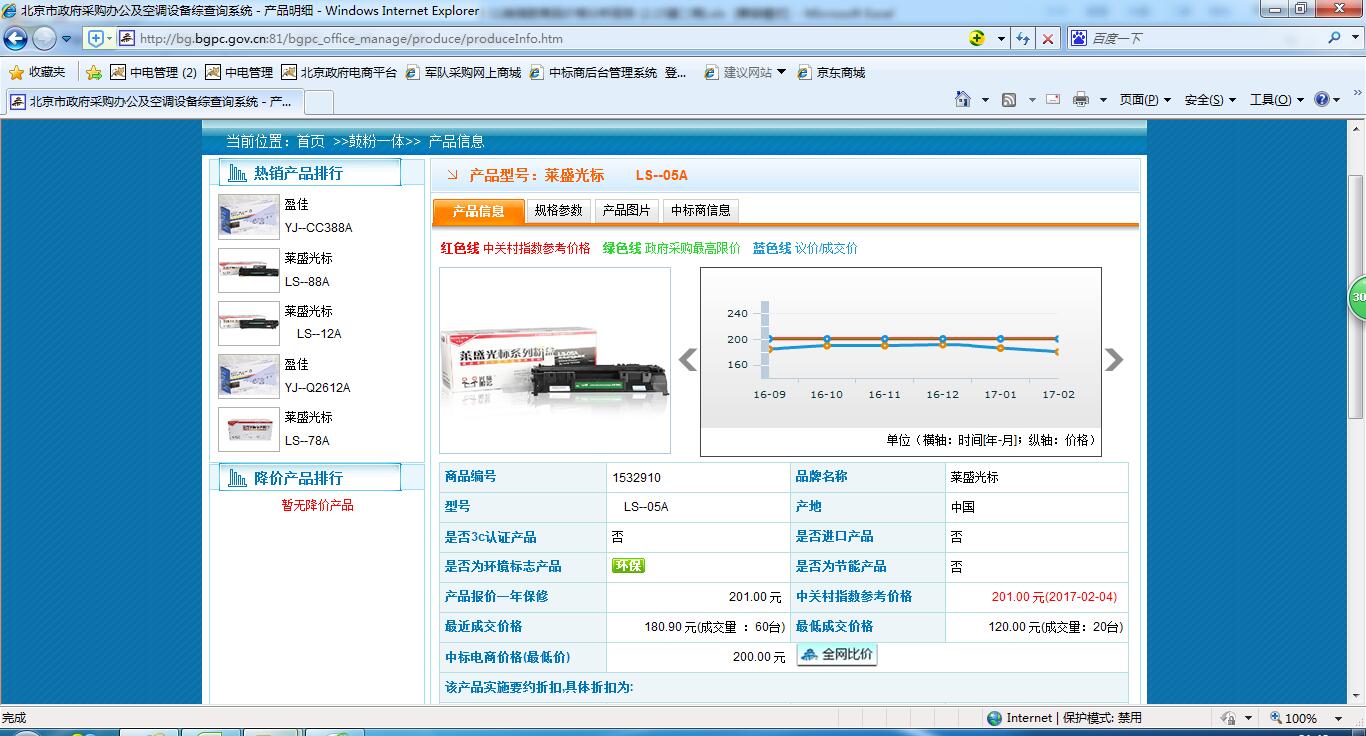 北京市政府采购办公及空调设备综查询系统 - 产品明细 - Windows Internet Explorer
http://bg.bgpc.gov.cn:81/bgpc_office_manage/produce/produceInfo.htm
百度一下
收藏夹
中电管理 (2)
中电管理
北京政府电商平台
军队采购网上商城
中标商后台管理系统 登...
建议网站
京东商城
北京市政府采购办公及空调设备综查询系统 - 产...
页面(P)
安全(S)
工具(O)
当前位置：首页 >>鼓粉一体>> 产品信息
热销产品排行
盈佳
YJ--CC388A
莱盛光标
LS--88A
莱盛光标
LS--12A
盈佳
YJ--Q2612A
莱盛光标
LS--78A
降价产品排行
暂无降价产品
产品型号：莱盛光标 LS--05A
产品信息
规格参数
产品图片
中标商信息
红色线 中关村指数参考价格 绿色线 政府采购最高限价 蓝色线 议价/成交价
莱盛光标系列粉盒
240
200
160
16-09 16-10 16-11 16-12 17-01 17-02
单位（横轴：时间[年-月]；纵轴：价格）
商品编号 1532910 品牌名称 莱盛光标
型号 LS--05A 产地 中国
是否3c认证产品 否 是否进口产品 否
是否为环境标志产品 环保 是否为节能产品 否
产品报价一年保修 201.00 元 中关村指数参考价格 201.00 元(2017-02-04)
最近成交价格 180.90 元(成交量 ：60台) 最低成交价格 120.00 元(成交量：20台)
中标电商价格(最低价) 200.00 元 全网比价
该产品实施要约折扣,具体折扣为:
30
完成
Internet | 保护模式: 禁用
100%